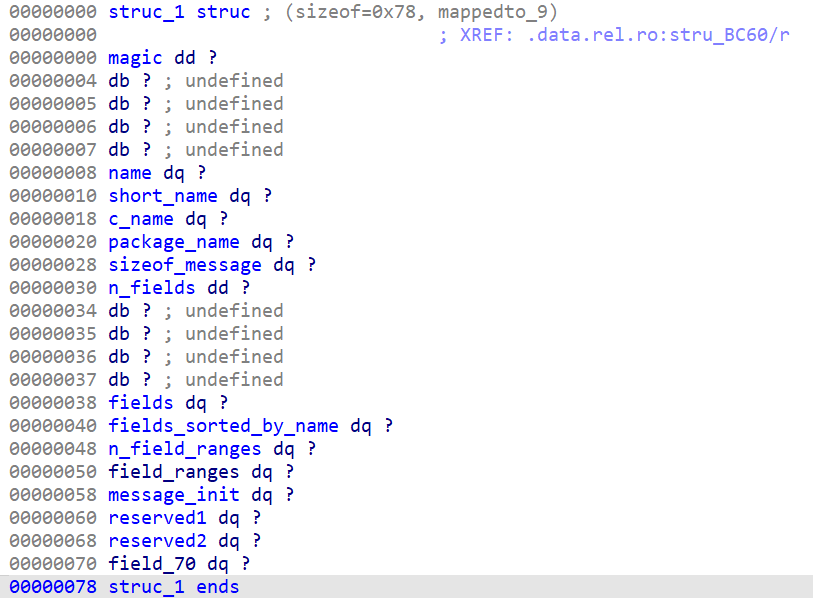 00000000 struc_1 struc ; (sizeof=0x78, mappedto_9)
00000000 ; XREF: .data.rel.ro:stru_BC60/r
00000000 magic dd ?
00000004 db ? ; undefined
00000005 db ? ; undefined
00000006 db ? ; undefined
00000007 db ? ; undefined
00000008 name dq ?
00000010 short_name dq ?
00000018 c_name dq ?
00000020 package_name dq ?
00000028 sizeof_message dq ?
00000030 n_fields dd ?
00000034 db ? ; undefined
00000035 db ? ; undefined
00000036 db ? ; undefined
00000037 db ? ; undefined
00000038 fields dq ?
00000040 fields_sorted_by_name dq ?
00000048 n_field_ranges dq ?
00000050 field_ranges dq ?
00000058 message_init dq ?
00000060 reserved1 dq ?
00000068 reserved2 dq ?
00000070 field_70 dq ?
00000078 struc_1 ends